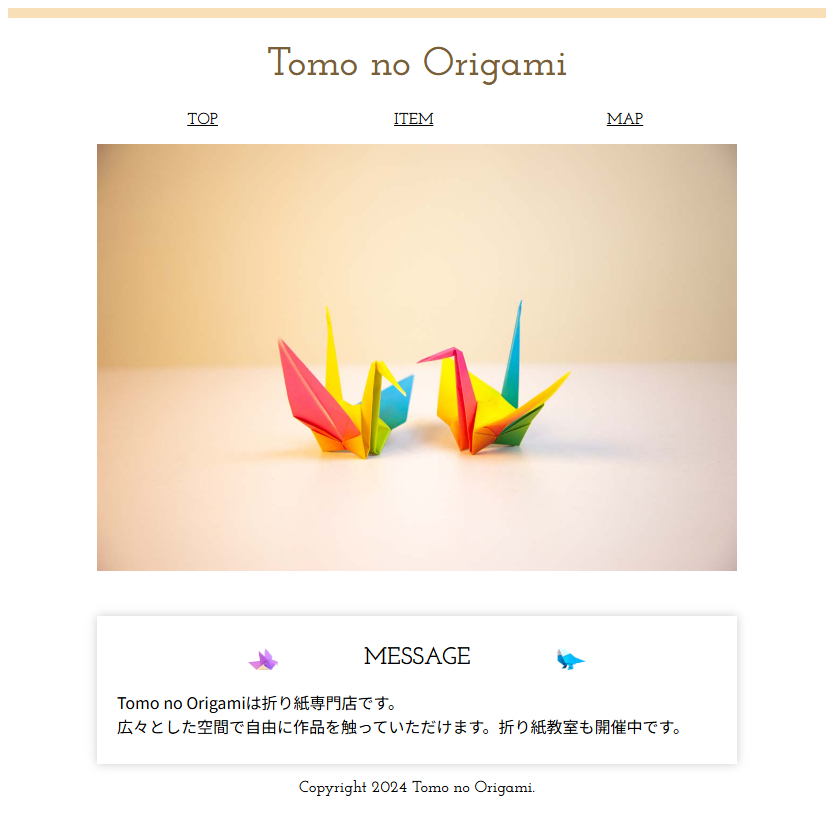 Tomo no Origami
TOP ITEM MAP
MESSAGE
Tomo no Origamiは折り紙専門店です。
広々とした空間で自由に作品を触っていただけます。折り紙教室も開催中です。
Copyright 2024 Tomo no Origami.